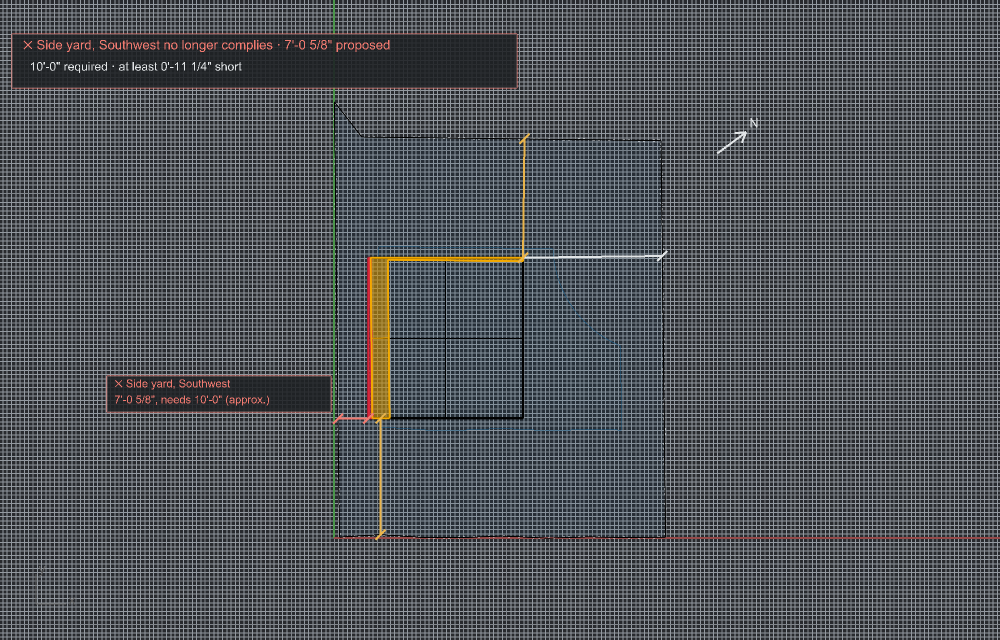 × Side yard, Southwest no longer complies · 7'-0 5/8" proposed
10'-0" required · at least 0'-11 1/4" short
N
× Side yard, Southwest
7'-0 5/8", needs 10'-0" (approx.)